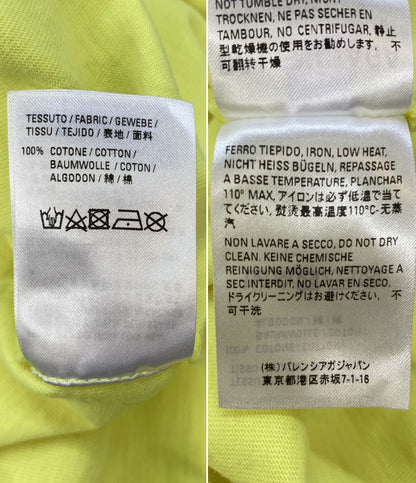 TESSUTO / FABRIC / GEWEBE /
TISSU / TEJIDO / 表地 / 面料
100% COTONE / COTTON /
BAUMWOLLE / COTON /
ALGODON / 綿 / 棉
NOT TUMBLE DRY, NICHT
TROCKNEN, NE PAS SECHER EN
TAMBOUR, NO CENTRIFUGAR, 静止
型乾燥機の使用をお勧めします, 不
可翻转干燥
FERRO TIEPIDO, IRON, LOW HEAT,
NICHT HEISS BÜGELN, REPASSAGE
A BASSE TEMPERATURE, PLANCHAR
110° MAX, アイロンは必ず低温で当て
てください, 熨烫最高温度110°C-无蒸
汽
NON LAVARE A SECCO, DO NOT DRY
CLEAN. KEINE CHEMISCHE
REINIGUNG MÖGLICH, NETTOYAGE A
SEC INTERDIT, NO LAVAR EN SECO,
ドライクリーニングはお避けください, 不
可干洗
(株) バレンシアガジャパン
東京都港区赤坂7-1-16